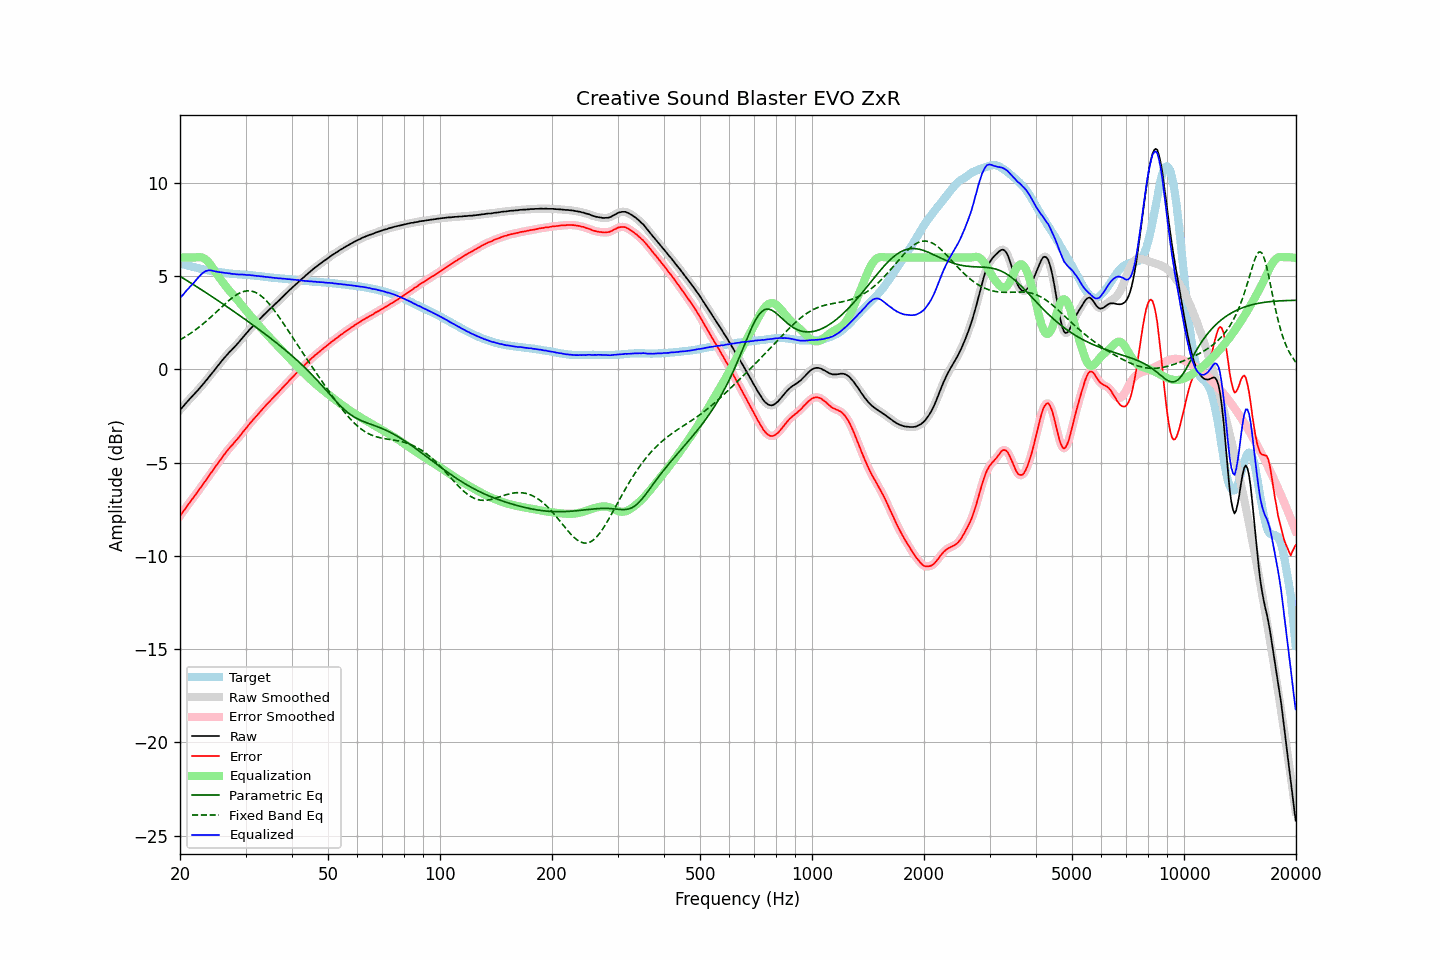 Creative Sound Blaster EVO ZxR
Amplitude (dBr)
10
5
0
−5
−10
−15
−20
−25
Target
Raw Smoothed
Error Smoothed
Raw
Error
Equalization
Parametric Eq
Fixed Band Eq
Equalized
20 50 100 200 500 1000 2000 5000 10000 20000
Frequency (Hz)